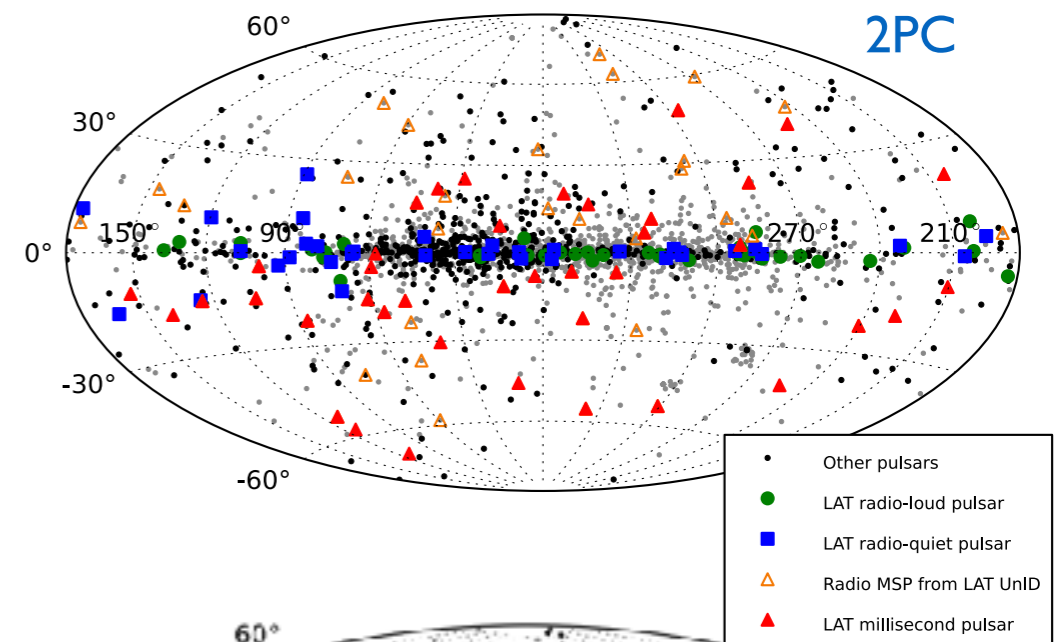 2PC
60°
30°
150° 90° 270° 210°
0°
-30°
-60°
Other pulsars
LAT radio-loud pulsar
LAT radio-quiet pulsar
Radio MSP from LAT UnID
LAT millisecond pulsar
60°